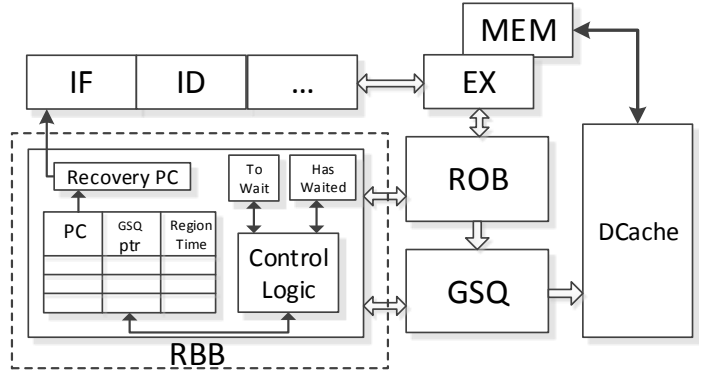 MEM
IF
ID
...
EX
Recovery PC
To
Wait
Has
Waited
ROB
DCache
PC
GSQ
ptr
Region
Time
Control
Logic
GSQ
RBB